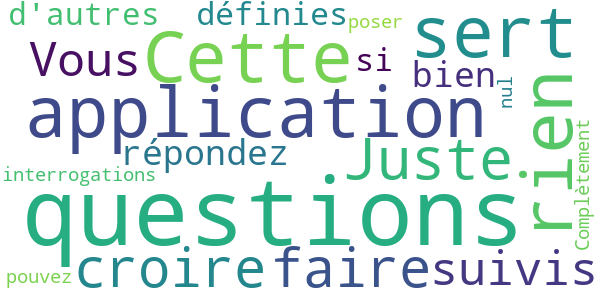 d'autres définies poser
Vous Cette si sert
bien
application nul
répondez Juste rien
interrogations Complètement
questions
pouvez croire faire suivis